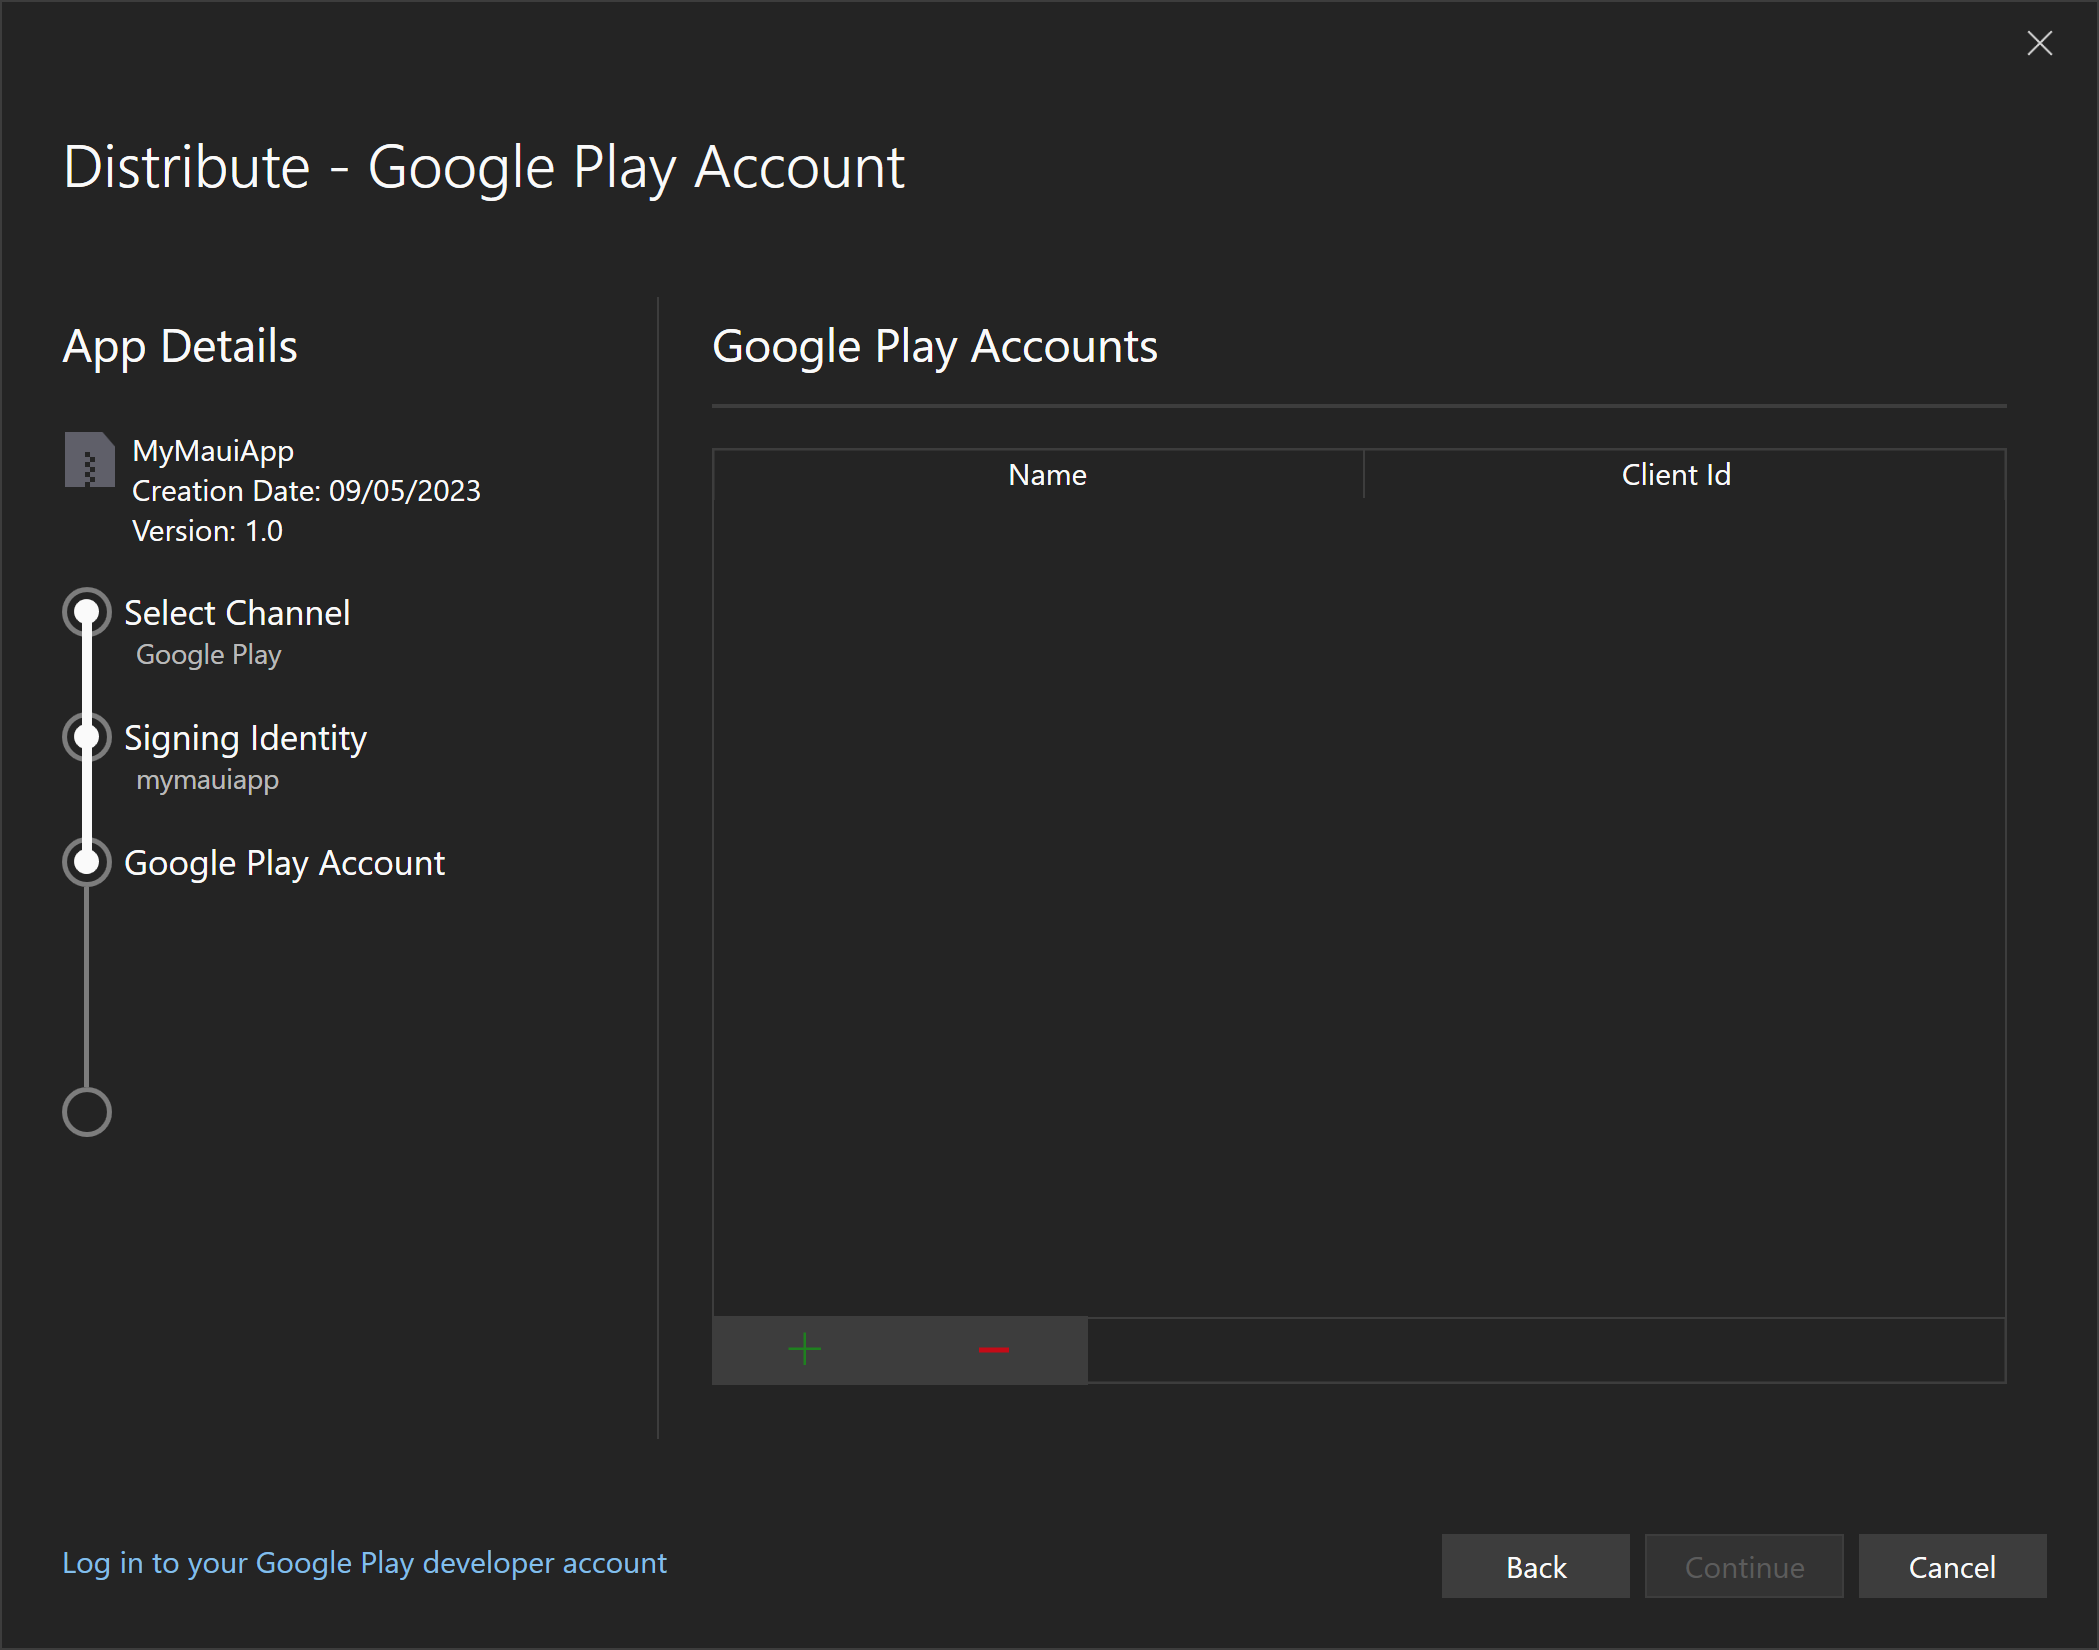 Distribute - Google Play Account
App Details
MyMauiApp
Creation Date: 09/05/2023
Version: 1.0
Select Channel
Google Play
Signing Identity
mymauiapp
Google Play Account
Google Play Accounts
Name
Client Id
Log in to your Google Play developer account
Back
Continue
Cancel